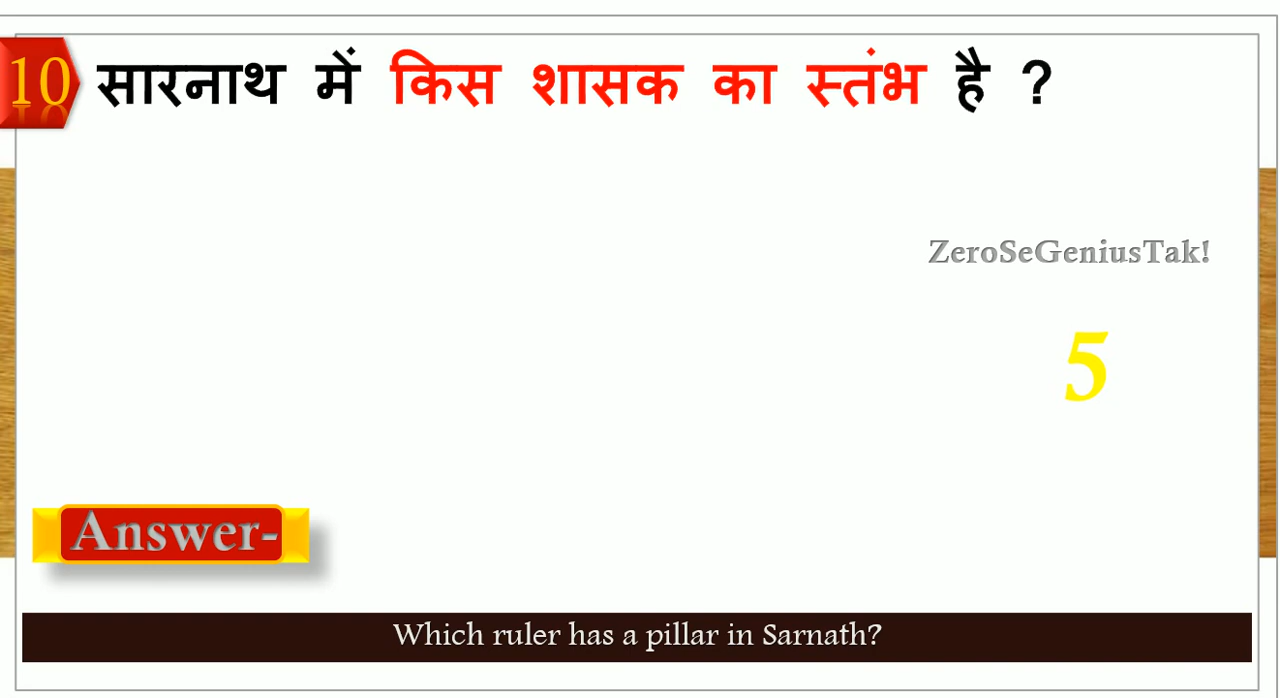 10 सारनाथ में किस शासक का स्तंभ है ?
ZeroSeGeniusTak!
5
Answer-
Which ruler has a pillar in Sarnath?